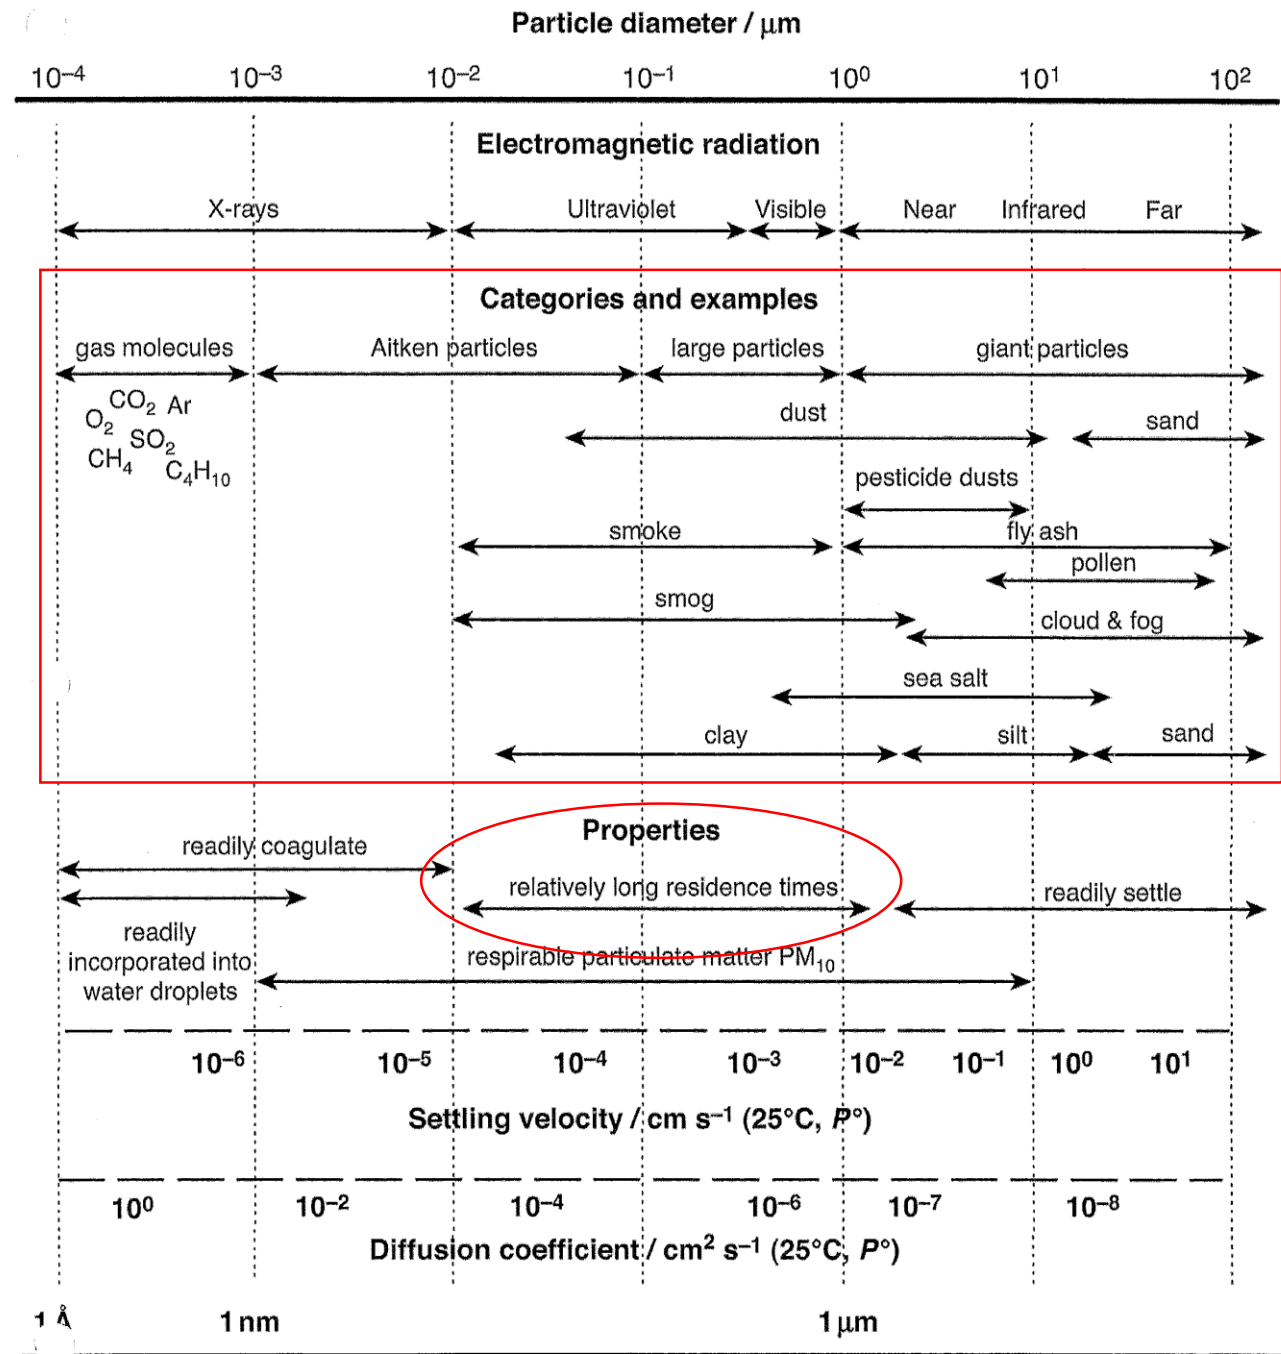 Particle diameter / µm
10⁻⁴ 10⁻³ 10⁻² 10⁻¹ 10⁰ 10¹ 10²
Electromagnetic radiation
X-rays Ultraviolet Visible Near Infrared Far
Categories and examples
gas molecules Aitken particles large particles giant particles
CO₂ Ar
O₂
SO₂
CH₄
C₄H₁₀
dust sand
pesticide dusts
smoke fly ash
pollen
smog
cloud & fog
sea salt
clay silt sand
Properties
readily coagulate
relatively long residence times readily settle
readily
incorporated into
water droplets
respirable particulate matter PM₁₀
10⁻⁶ 10⁻⁵ 10⁻⁴ 10⁻³ 10⁻² 10⁻¹ 10⁰ 10¹
Settling velocity / cm s⁻¹ (25°C, P°)
10⁰ 10⁻² 10⁻⁴ 10⁻⁶ 10⁻⁷ 10⁻⁸
Diffusion coefficient / cm² s⁻¹ (25°C, P°)
1 Å 1 nm 1 µm